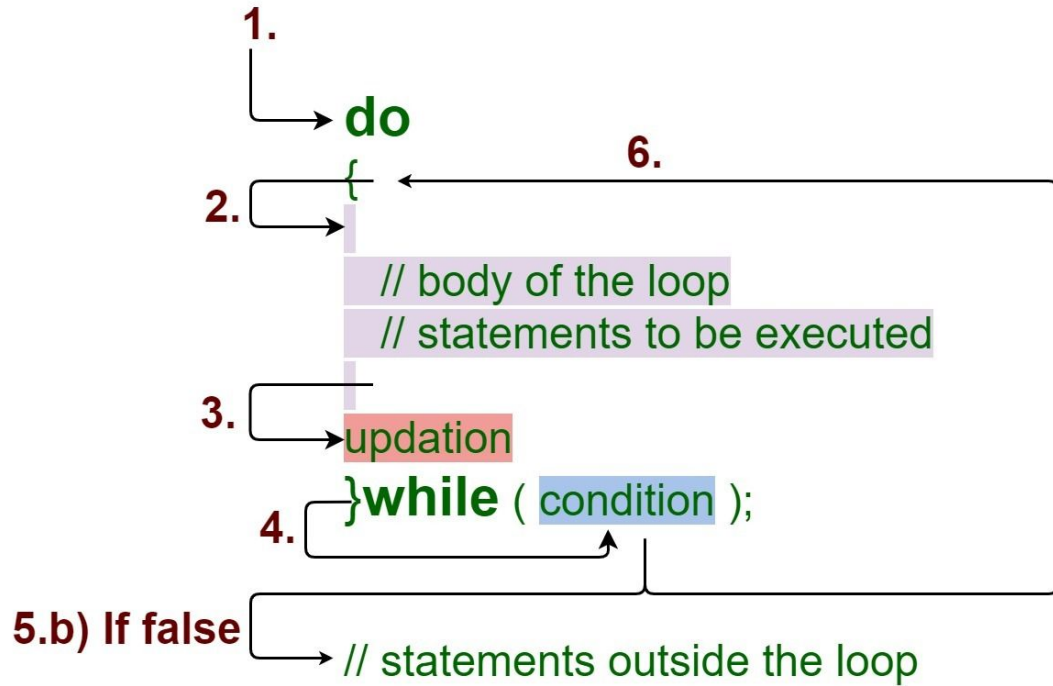 1.
do
6.
{
2.
// body of the loop
// statements to be executed
3.
updation
}while ( condition );
4.
5.b) If false
// statements outside the loop